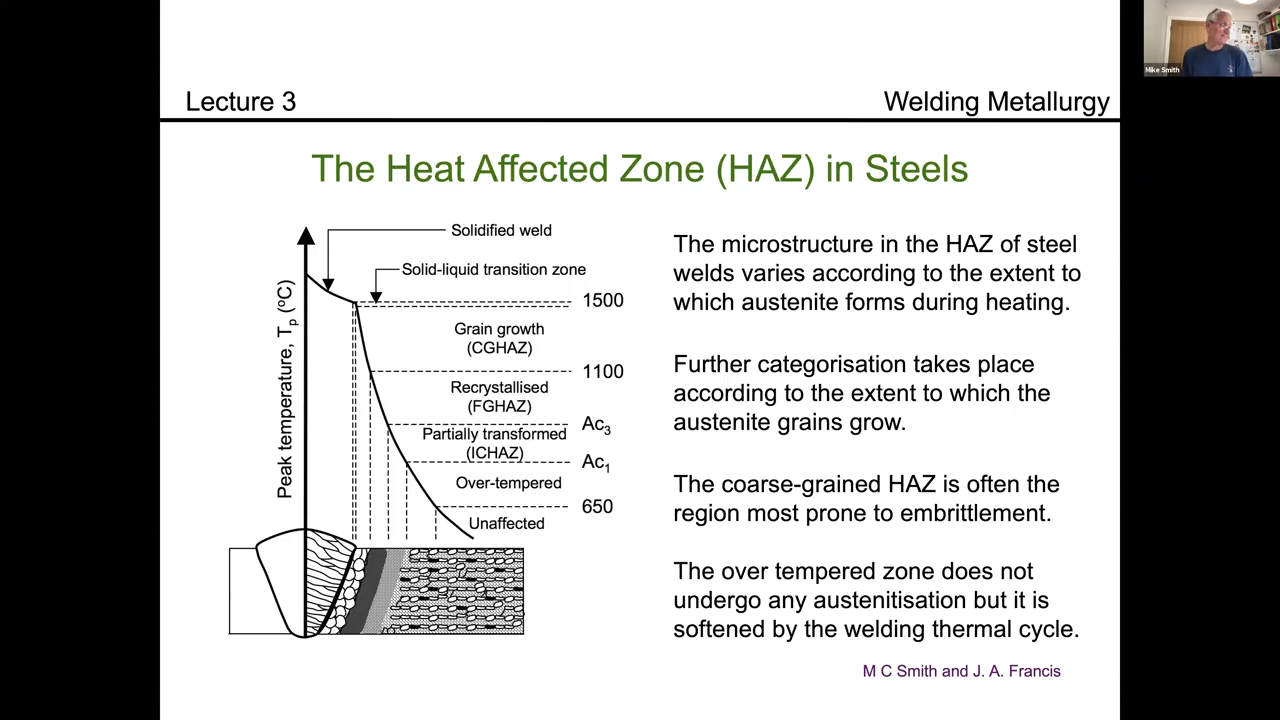 Mike Smith
Lecture 3
Welding Metallurgy
The Heat Affected Zone (HAZ) in Steels
Peak temperature, Tp (ºC)
Solidified weld
Solid-liquid transition zone
1500
Grain growth
(CGHAZ)
1100
Recrystallised
(FGHAZ)
Ac3
Partially transformed
(ICHAZ)
Ac1
Over-tempered
650
Unaffected
The microstructure in the HAZ of steel
welds varies according to the extent to
which austenite forms during heating.
Further categorisation takes place
according to the extent to which the
austenite grains grow.
The coarse-grained HAZ is often the
region most prone to embrittlement.
The over tempered zone does not
undergo any austenitisation but it is
softened by the welding thermal cycle.
M C Smith and J. A. Francis